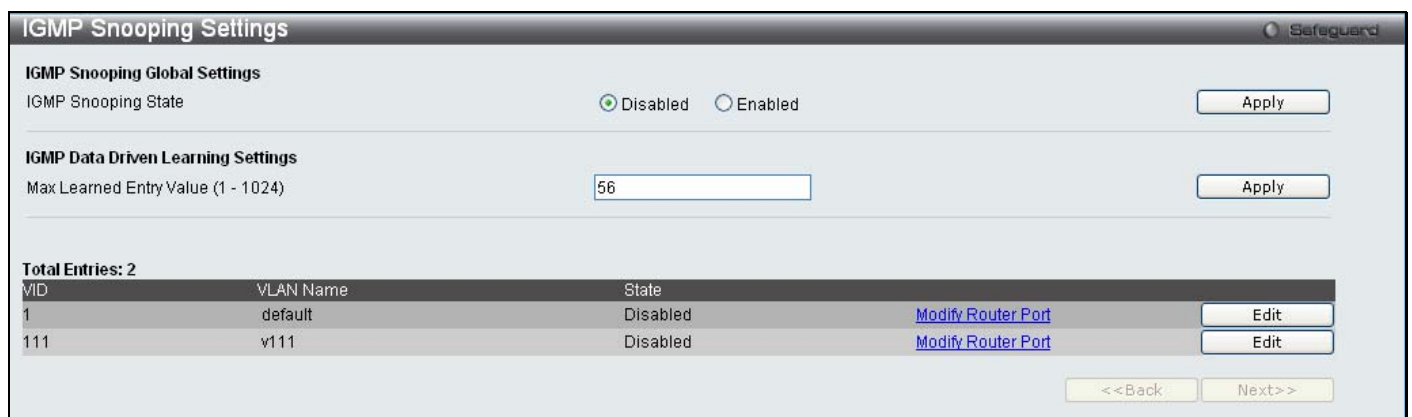 IGMP Snooping Settings
Safeguard
IGMP Snooping Global Settings
IGMP Snooping State Disabled Enabled Apply
IGMP Data Driven Learning Settings
Max Learned Entry Value (1 - 1024) 56 Apply
Total Entries: 2
VID VLAN Name State
1 default Disabled Modify Router Port Edit
111 v111 Disabled Modify Router Port Edit
<<Back Next>>